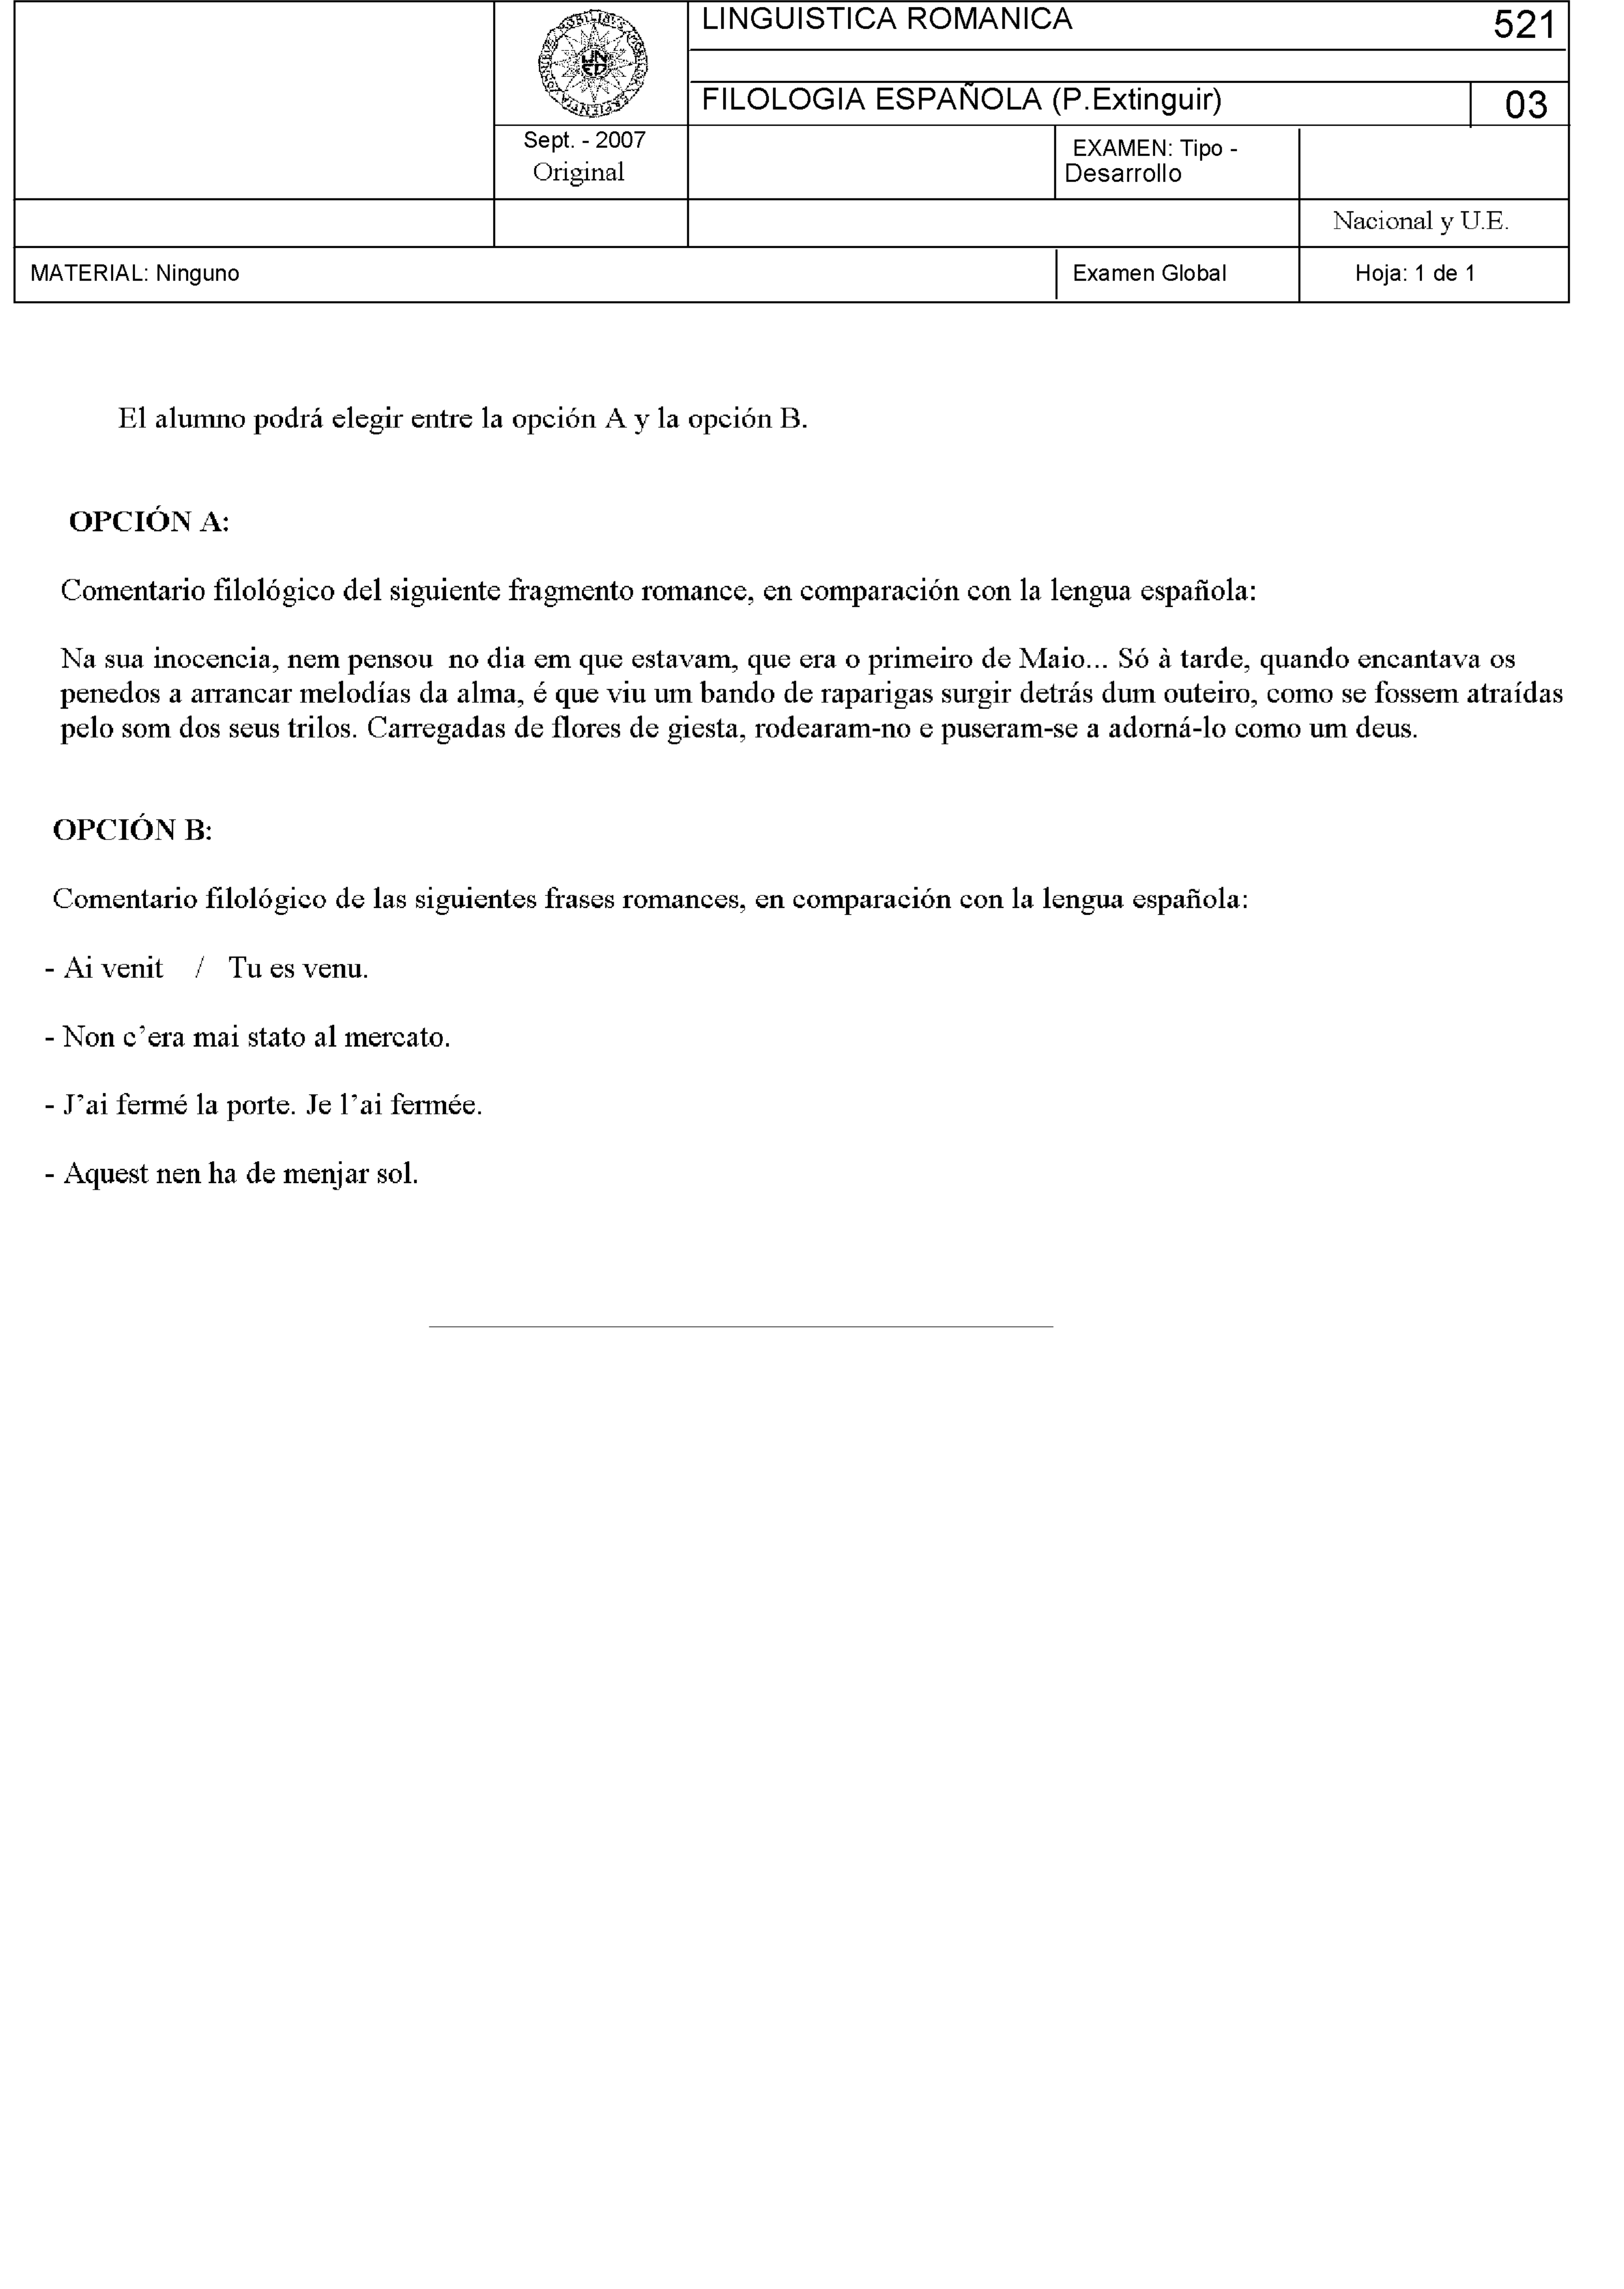 LINGUISTICA ROMANICA
521
FILOLOGIA ESPAÑOLA (P.Extinguir)
03
UNED
Sept. - 2007
Original
EXAMEN: Tipo -
Desarrollo
Nacional y U.E.
MATERIAL: Ninguno
Examen Global
Hoja: 1 de 1
El alumno podrá elegir entre la opción A y la opción B.
OPCIÓN A:
Comentario filológico del siguiente fragmento romance, en comparación con la lengua española:
Na sua inocencia, nem pensou no dia em que estavam, que era o primeiro de Maio... Só à tarde, quando encantava os
penedos a arrancar melodías da alma, é que viu um bando de raparigas surgir detrás dum outeiro, como se fossem atraídas
pelo som dos seus trilos. Carregadas de flores de giesta, rodearam-no e puseram-se a adorná-lo como um deus.
OPCIÓN B:
Comentario filológico de las siguientes frases romances, en comparación con la lengua española:
- Ai venit / Tu es venu.
- Non c’era mai stato al mercato.
- J’ai fermé la porte. Je l’ai fermée.
- Aquest nen ha de menjar sol.